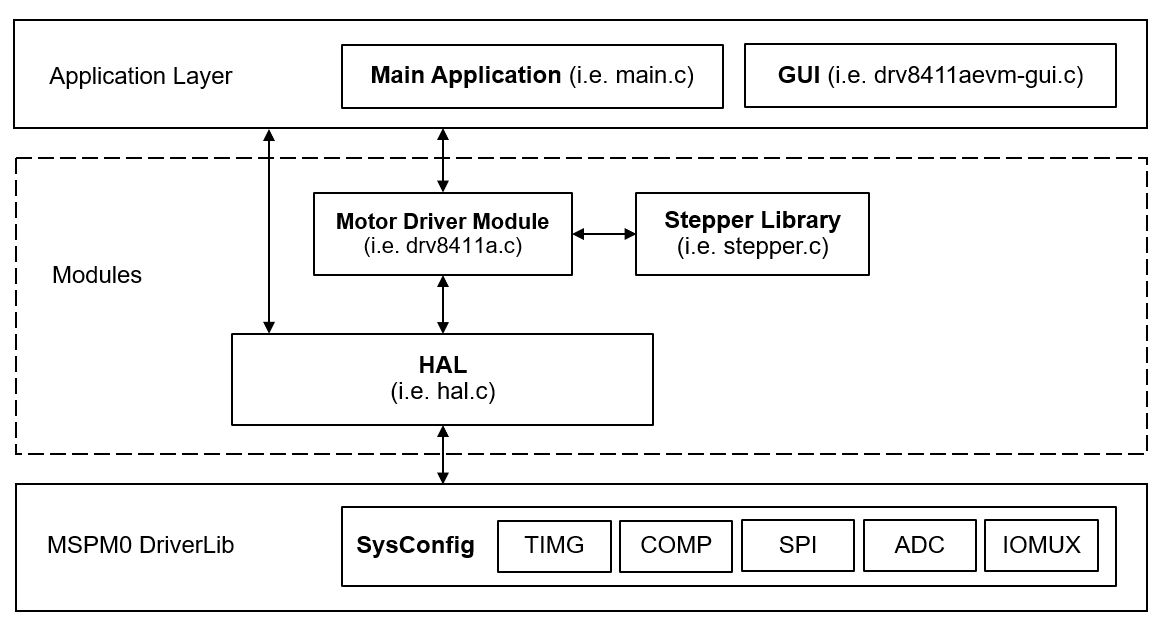 Application Layer
Main Application (i.e. main.c)
GUI (i.e. drv8411aevm-gui.c)
Motor Driver Module
(i.e. drv8411a.c)
Stepper Library
(i.e. stepper.c)
Modules
HAL
(i.e. hal.c)
MSPM0 DriverLib
SysConfig
TIMG
COMP
SPI
ADC
IOMUX